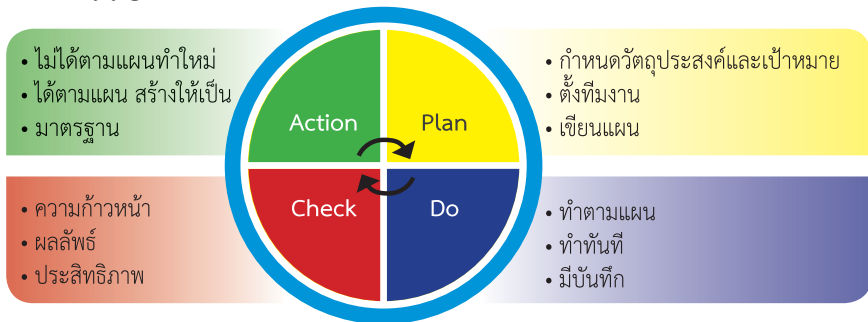 • ไม่ได้ตามแผนทำใหม่
• ได้ตามแผน สร้างให้เป็น
• มาตรฐาน
Action
Plan
• กำหนดวัตถุประสงค์และเป้าหมาย
• ตั้งทีมงาน
• เขียนแผน
• ความก้าวหน้า
• ผลลัพธ์
• ประสิทธิภาพ
Check
Do
• ทำตามแผน
• ทำทันที
• มีบันทึก